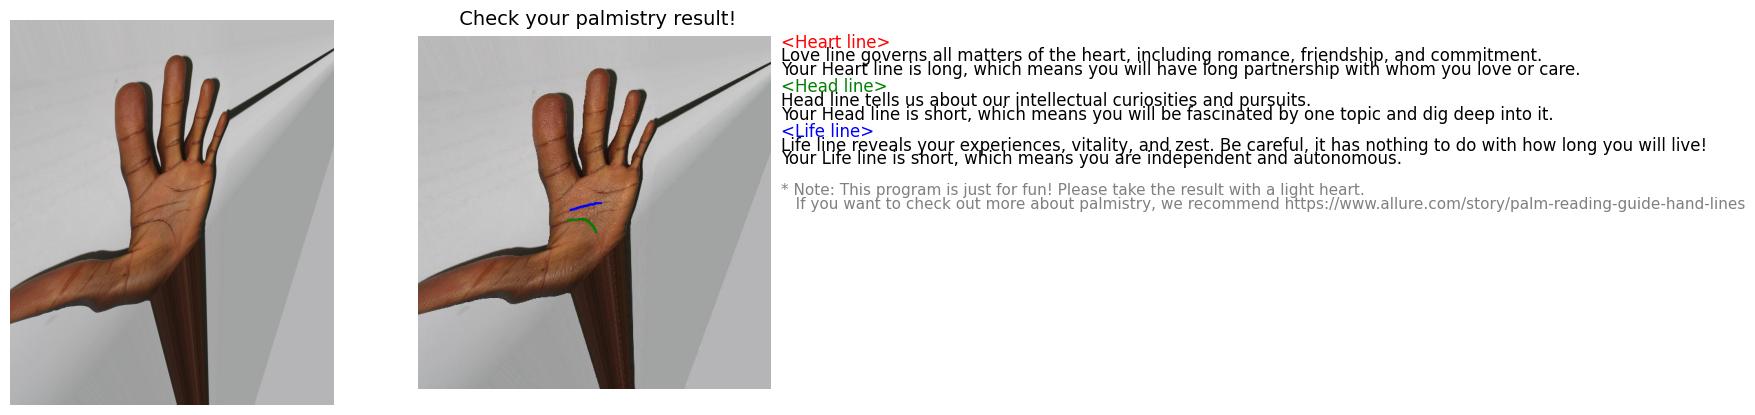 Check your palmistry result!
<Heart line>
Love line governs all matters of the heart, including romance, friendship, and commitment.
Your Heart line is long, which means you will have long partnership with whom you love or care.
<Head line>
Head line tells us about our intellectual curiosities and pursuits.
Your Head line is short, which means you will be fascinated by one topic and dig deep into it.
<Life line>
Life line reveals your experiences, vitality, and zest. Be careful, it has nothing to do with how long you will live!
Your Life line is short, which means you are independent and autonomous.
* Note: This program is just for fun! Please take the result with a light heart.
If you want to check out more about palmistry, we recommend https://www.allure.com/story/palm-reading-guide-hand-lines